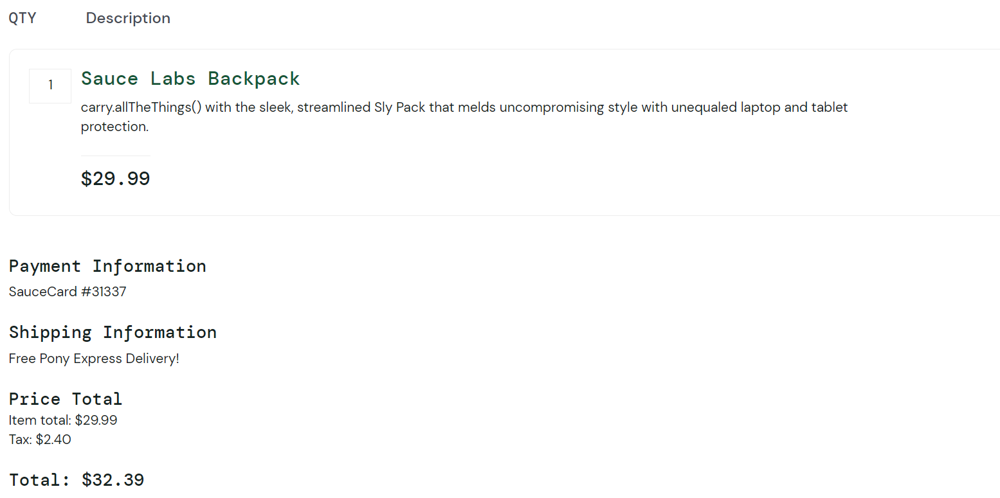 QTY Description
1 Sauce Labs Backpack
carry.allTheThings() with the sleek, streamlined Sly Pack that melds uncompromising style with unequaled laptop and tablet
protection.
$29.99
Payment Information
SauceCard #31337
Shipping Information
Free Pony Express Delivery!
Price Total
Item total: $29.99
Tax: $2.40
Total: $32.39